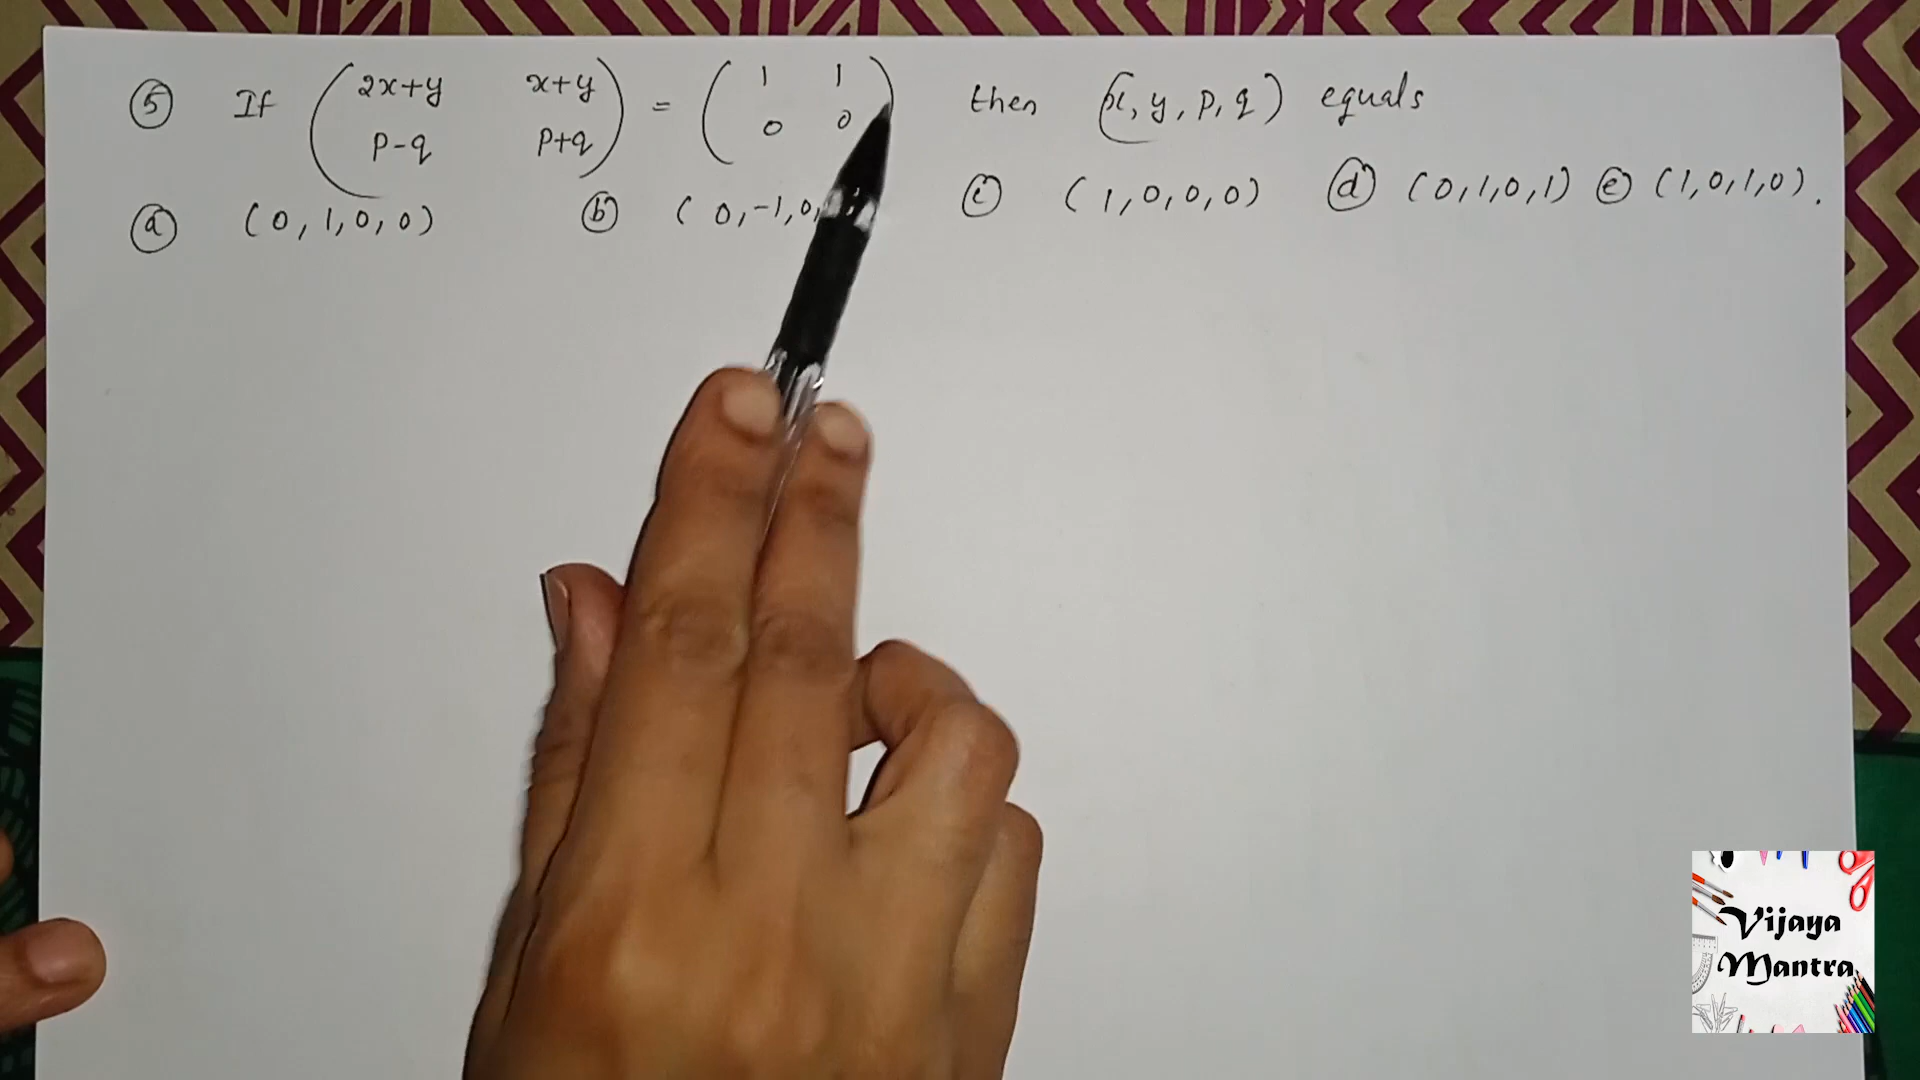 5 If ( 2x+y x+y ) = ( 1 1 ) then (x, y, p, q) equals
p-q p+q 0 0
a (0, 1, 0, 0) b ( 0, -1, 0, c ( 1, 0, 0, 0) d (0, 1, 0, 1) e (1, 0, 1, 0).
Vijaya
Mantra